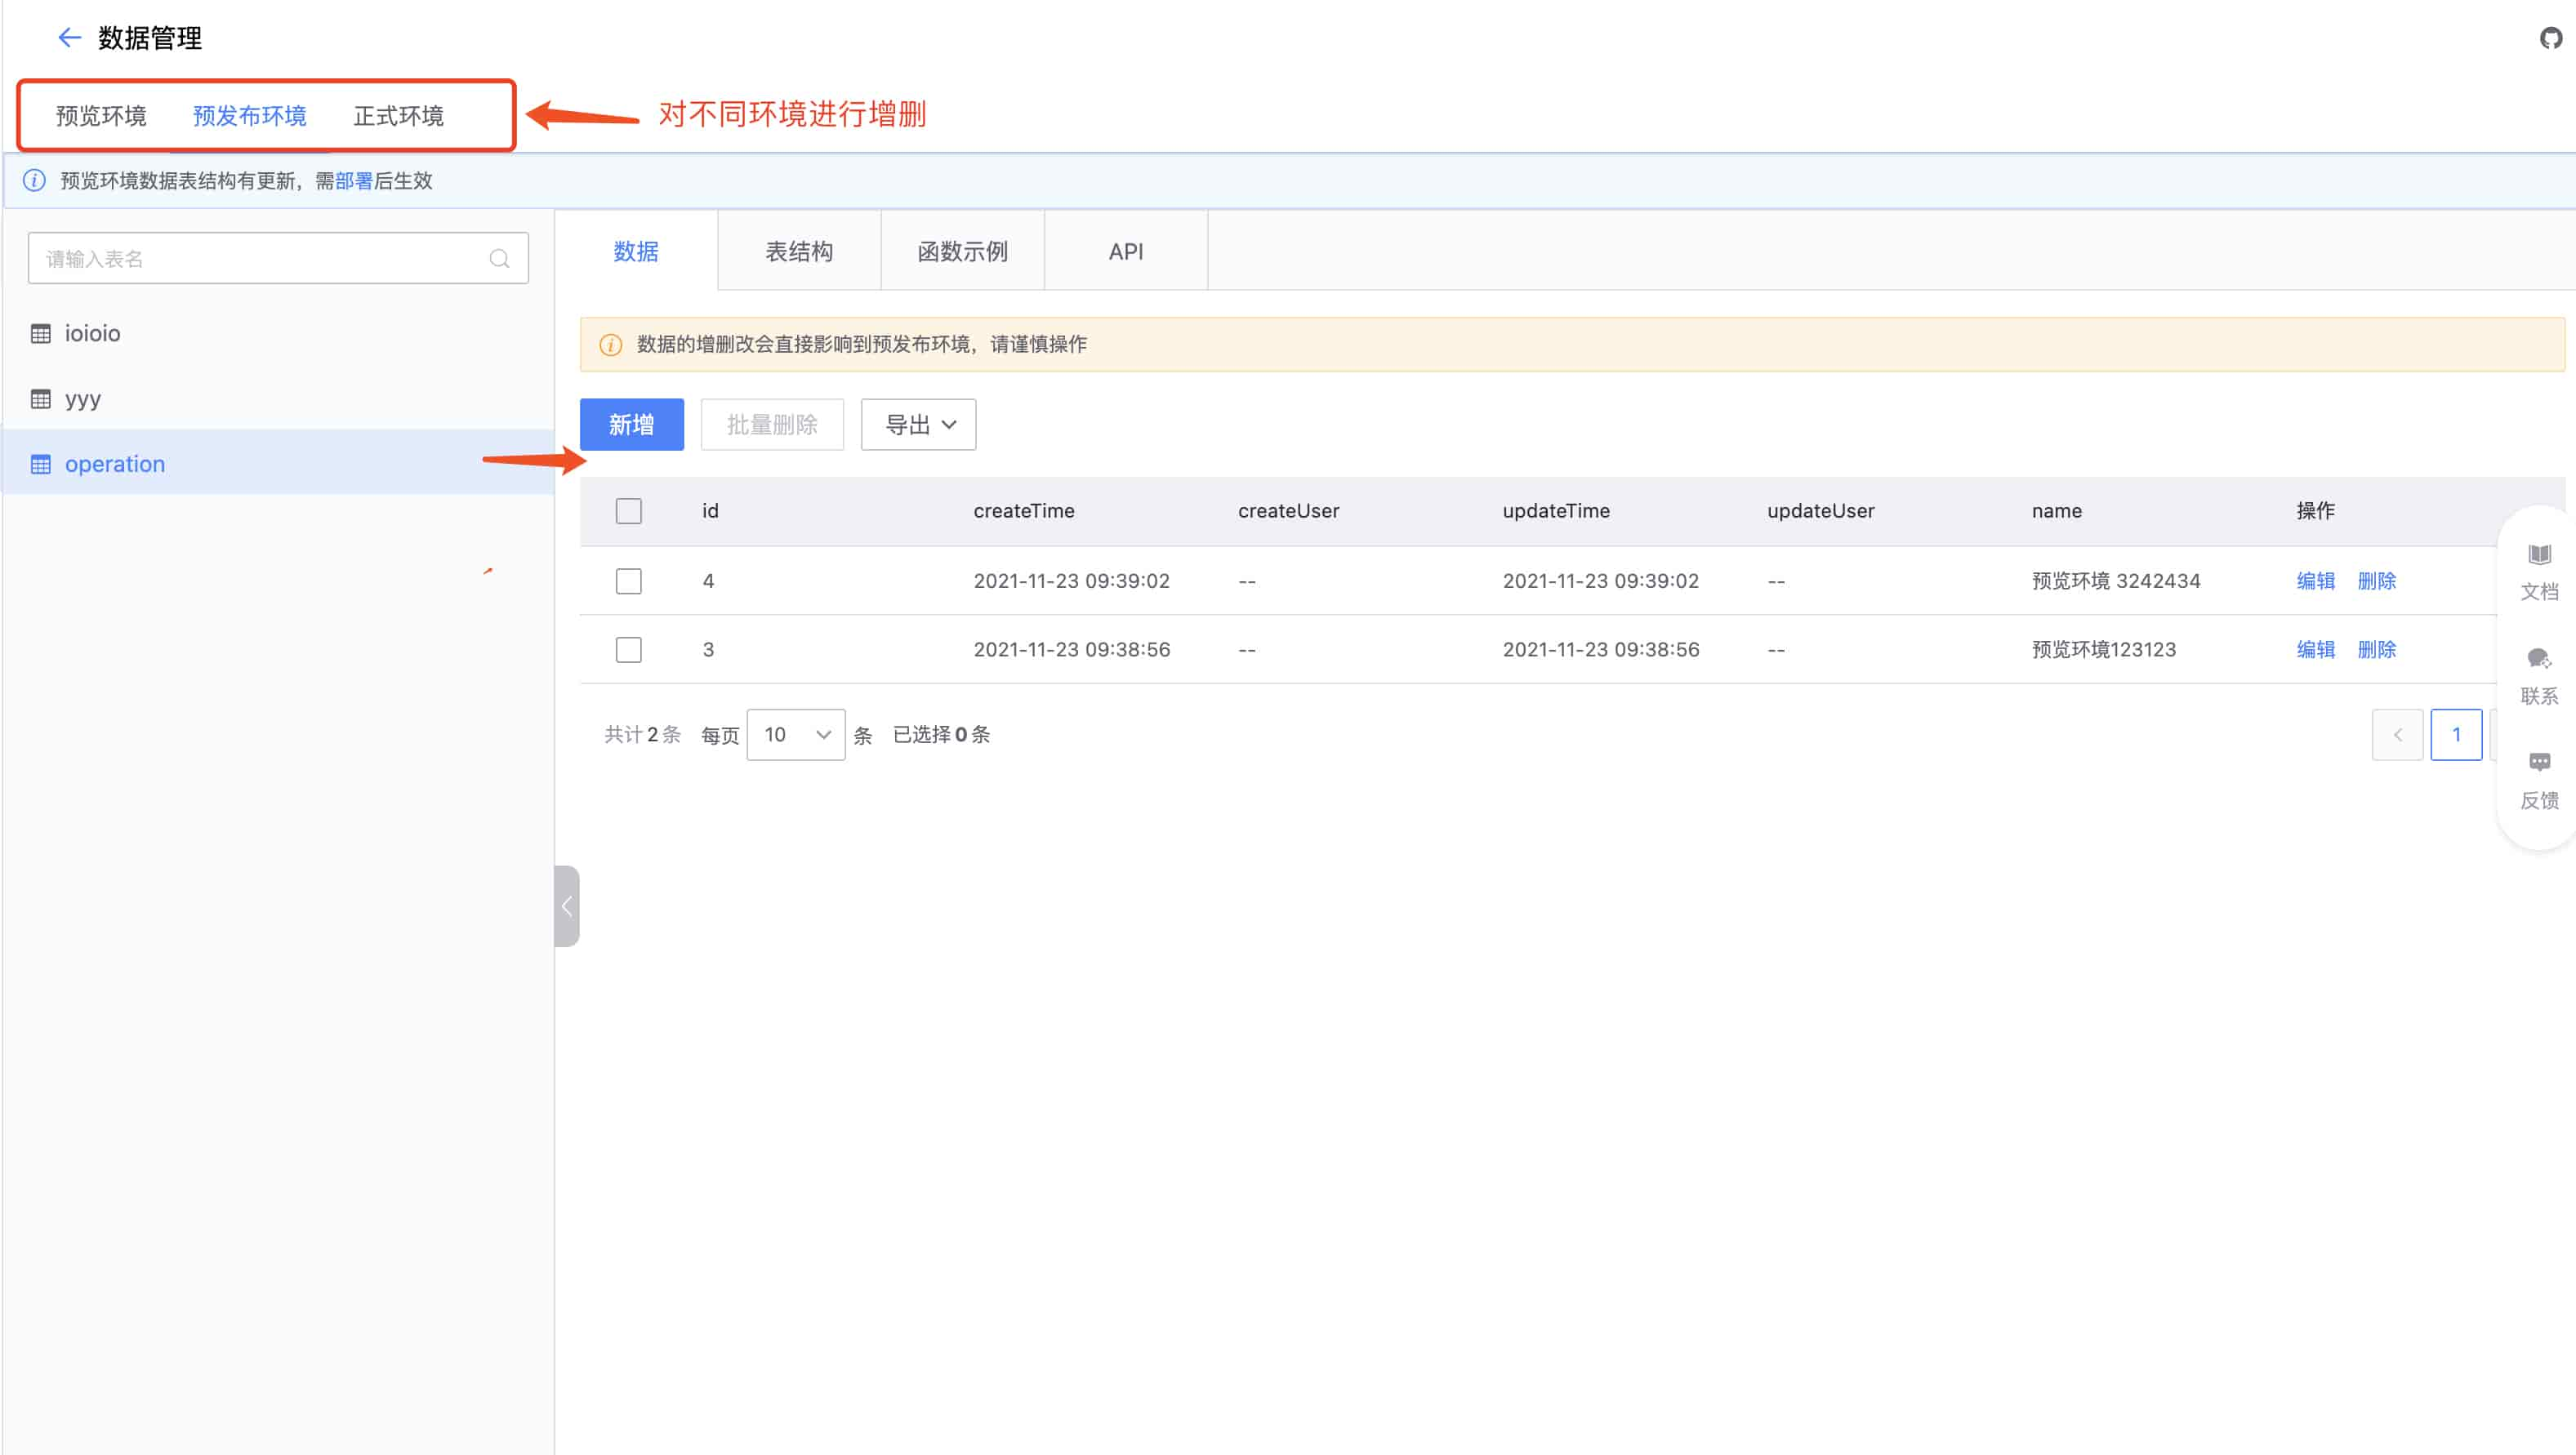 数据管理
预览环境 预发布环境 正式环境
对不同环境进行增删
预览环境数据表结构有更新，需部署后生效
请输入表名
ioioio
yyy
operation
数据 表结构 函数示例 API
数据的增删改会直接影响到预发布环境，请谨慎操作
新增 批量删除 导出
id createTime createUser updateTime updateUser name 操作
4 2021-11-23 09:39:02 -- 2021-11-23 09:39:02 -- 预览环境 3242434 编辑 删除
3 2021-11-23 09:38:56 -- 2021-11-23 09:38:56 -- 预览环境123123 编辑 删除
共计 2 条 每页 10 条 已选择 0 条
1
文档
联系
反馈